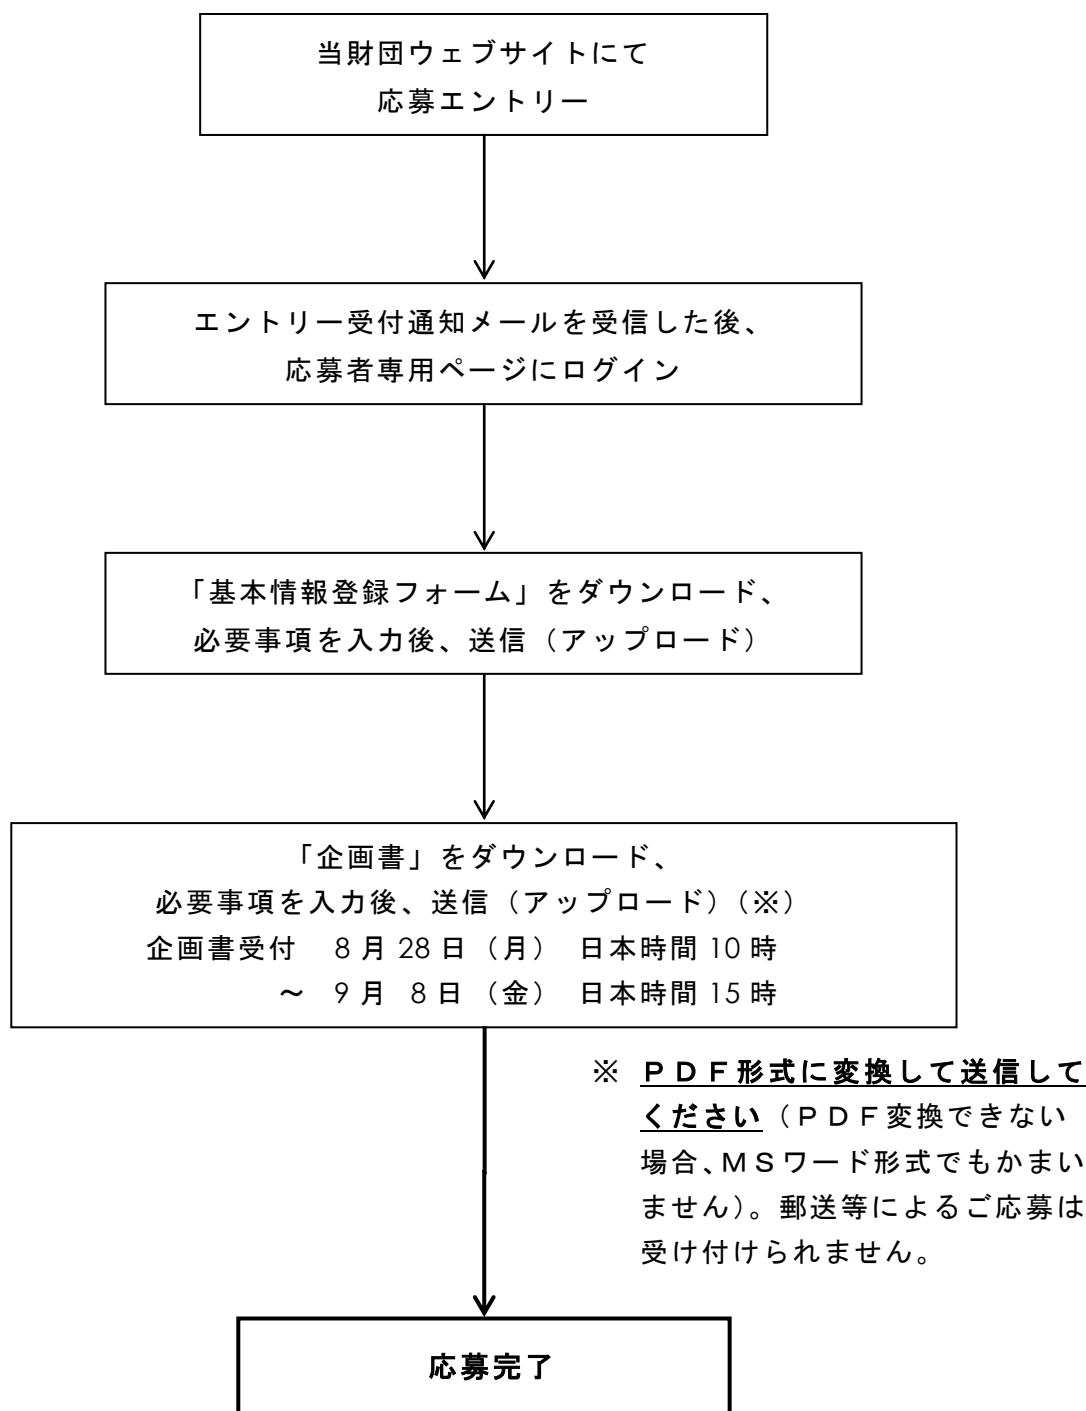 当財団ウェブサイトにて
応募エントリー
エントリー受付通知メールを受信した後、
応募者専用ページにログイン
「基本情報登録フォーム」をダウンロード、
必要事項を入力後、送信（アップロード）
「企画書」をダウンロード、
必要事項を入力後、送信（アップロード）（※）
企画書受付　8月28日（月）　日本時間10時
～　9月　8日（金）　日本時間15時
※　ＰＤＦ形式に変換して送信して
ください（ＰＤＦ変換できない
場合、ＭＳワード形式でもかまい
ません）。郵送等によるご応募は
受け付けられません。
応募完了